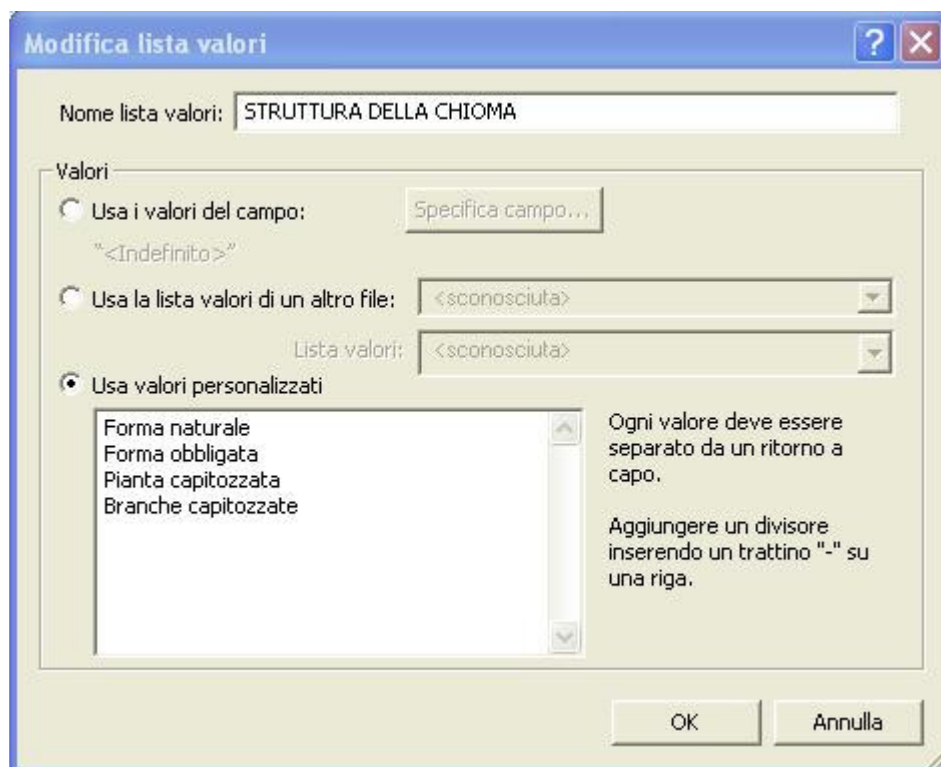 Modifica lista valori
?
Nome lista valori: STRUTTURA DELLA CHIOMA
Valori
Usa i valori del campo: Specifica campo...
"<Indefinito>"
Usa la lista valori di un altro file: <sconosciuta>
Lista valori: <sconosciuta>
Usa valori personalizzati
Forma naturale
Forma obbligata
Pianta capitozzata
Branche capitozzate
Ogni valore deve essere
separato da un ritorno a
capo.
Aggiungere un divisore
inserendo un trattino "-" su
una riga.
OK Annulla